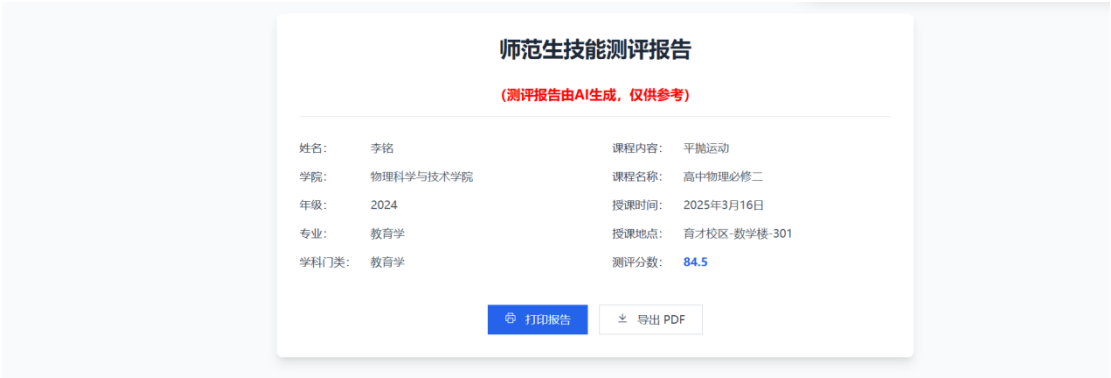 师范生技能测评报告
(测评报告由AI生成，仅供参考)
姓名： 李铭 课程内容： 平抛运动
学院： 物理科学与技术学院 课程名称： 高中物理必修二
年级： 2024 授课时间： 2025年3月16日
专业： 教育学 授课地点： 育才校区-数学楼-301
学科门类： 教育学 测评分数： 84.5
打印报告 导出 PDF